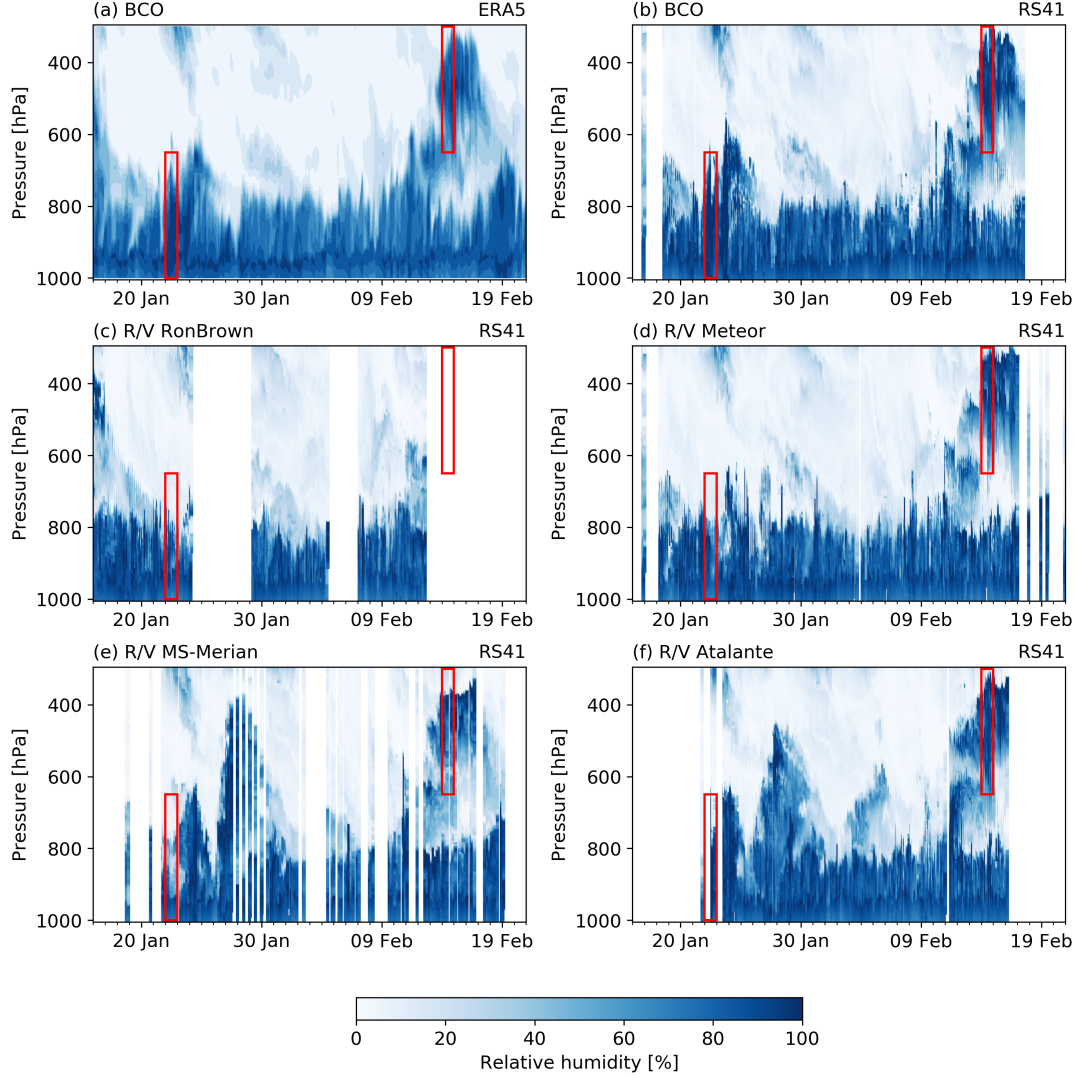 (a) BCO ERA5
Pressure [hPa]
400
600
800
1000
20 Jan 30 Jan 09 Feb 19 Feb
(b) BCO RS41
Pressure [hPa]
400
600
800
1000
20 Jan 30 Jan 09 Feb 19 Feb
(c) R/V RonBrown RS41
Pressure [hPa]
400
600
800
1000
20 Jan 30 Jan 09 Feb 19 Feb
(d) R/V Meteor RS41
Pressure [hPa]
400
600
800
1000
20 Jan 30 Jan 09 Feb 19 Feb
(e) R/V MS-Merian RS41
Pressure [hPa]
400
600
800
1000
20 Jan 30 Jan 09 Feb 19 Feb
(f) R/V Atalante RS41
Pressure [hPa]
400
600
800
1000
20 Jan 30 Jan 09 Feb 19 Feb
0 20 40 60 80 100
Relative humidity [%]